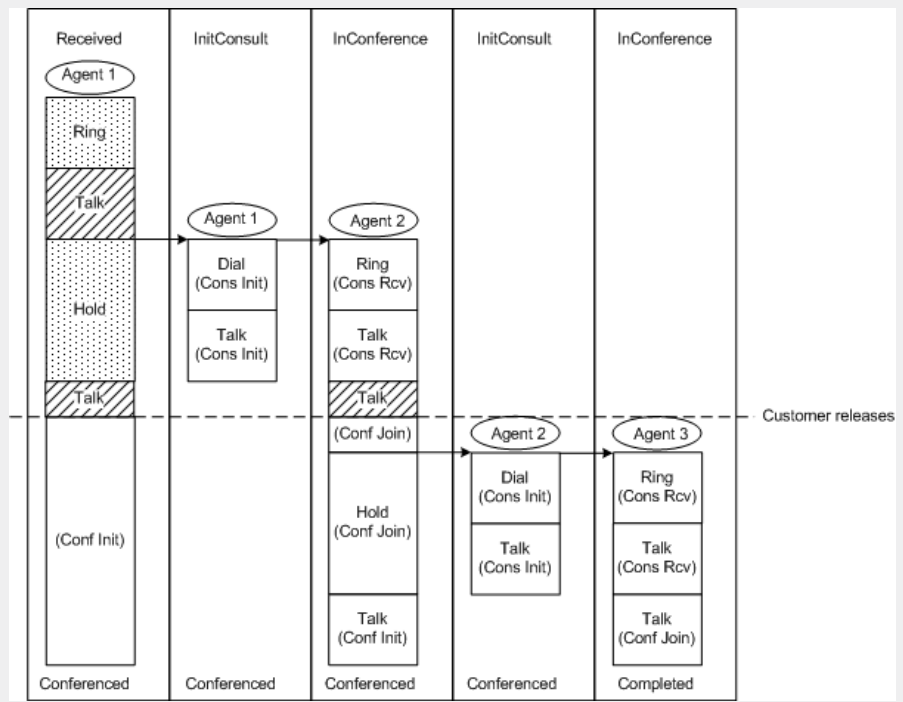 Received
InitConsult
InConference
InitConsult
InConference
Agent 1
Ring
Talk
Hold
Talk
(Conf Init)
Agent 1
Dial
(Cons Init)
Talk
(Cons Init)
Agent 2
Ring
(Cons Rcv)
Talk
(Cons Rcv)
Talk
(Conf Join)
Hold
(Conf Join)
Talk
(Conf Init)
Agent 2
Dial
(Cons Init)
Talk
(Cons Init)
Agent 3
Ring
(Cons Rcv)
Talk
(Cons Rcv)
Talk
(Conf Join)
Customer releases
Conferenced
Conferenced
Conferenced
Conferenced
Completed